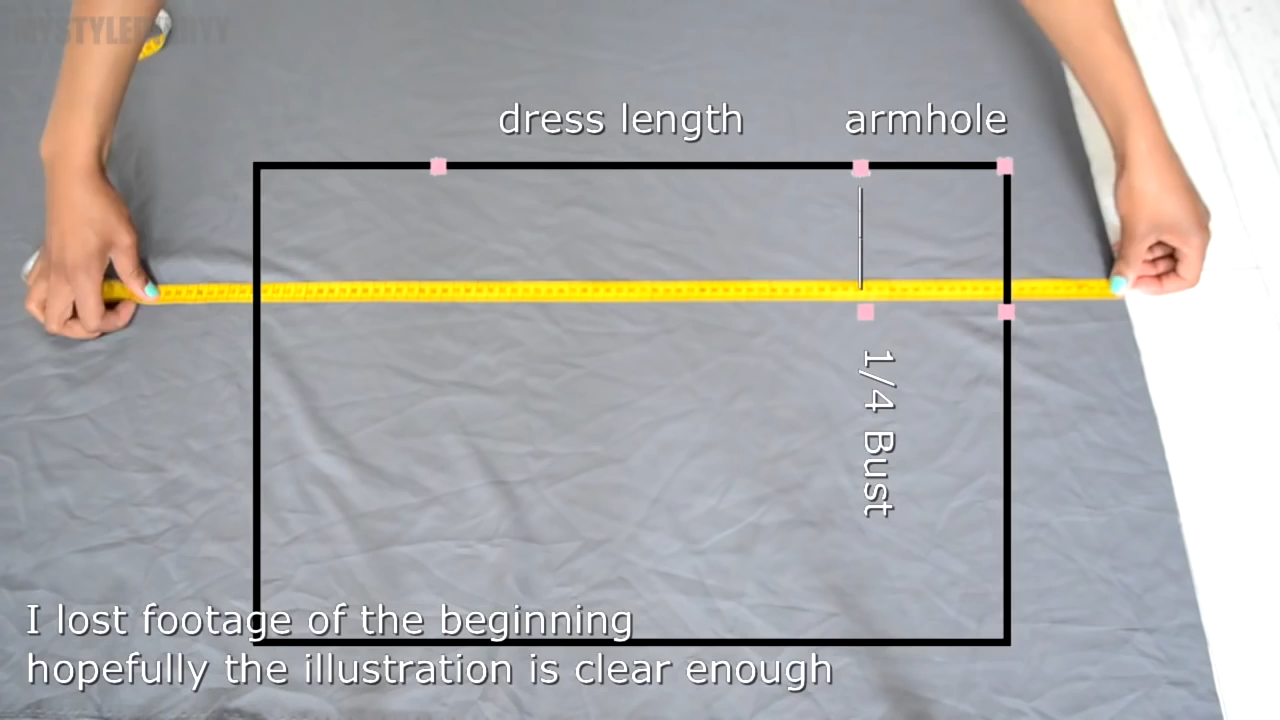 dress length armhole
1/4 Bust
I lost footage of the beginning
hopefully the illustration is clear enough